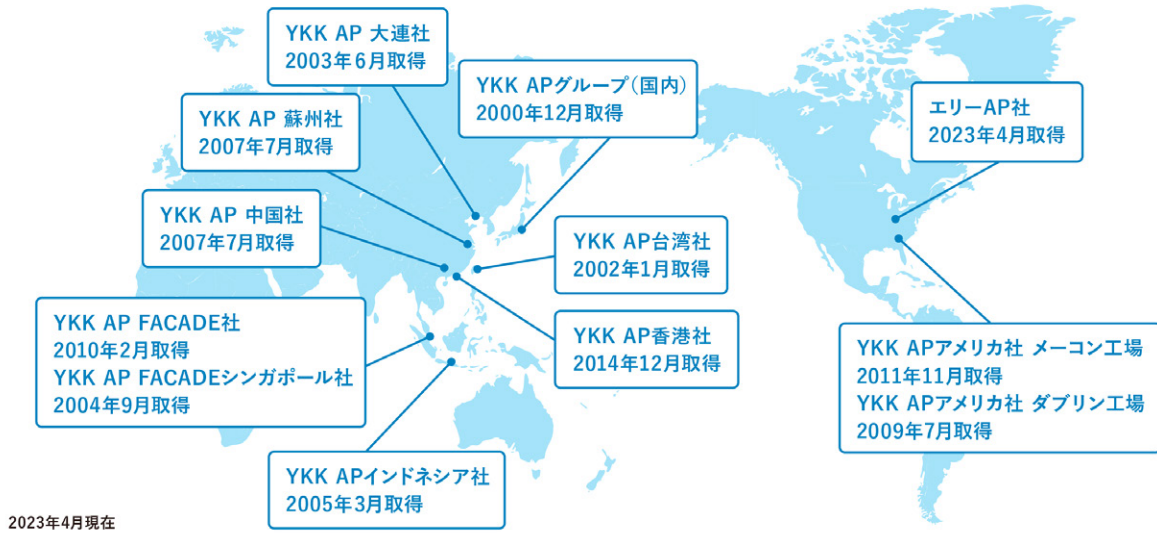 YKK AP 大連社
2003年6月取得
YKK APグループ(国内)
2000年12月取得
エリーAP社
2023年4月取得
YKK AP 蘇州社
2007年7月取得
YKK AP 中国社
2007年7月取得
YKK AP台湾社
2002年1月取得
YKK AP FACADE社
2010年2月取得
YKK AP FACADEシンガポール社
2004年9月取得
YKK AP香港社
2014年12月取得
YKK APアメリカ社 メーコン工場
2011年11月取得
YKK APアメリカ社 ダブリン工場
2009年7月取得
YKK APインドネシア社
2005年3月取得
2023年4月現在